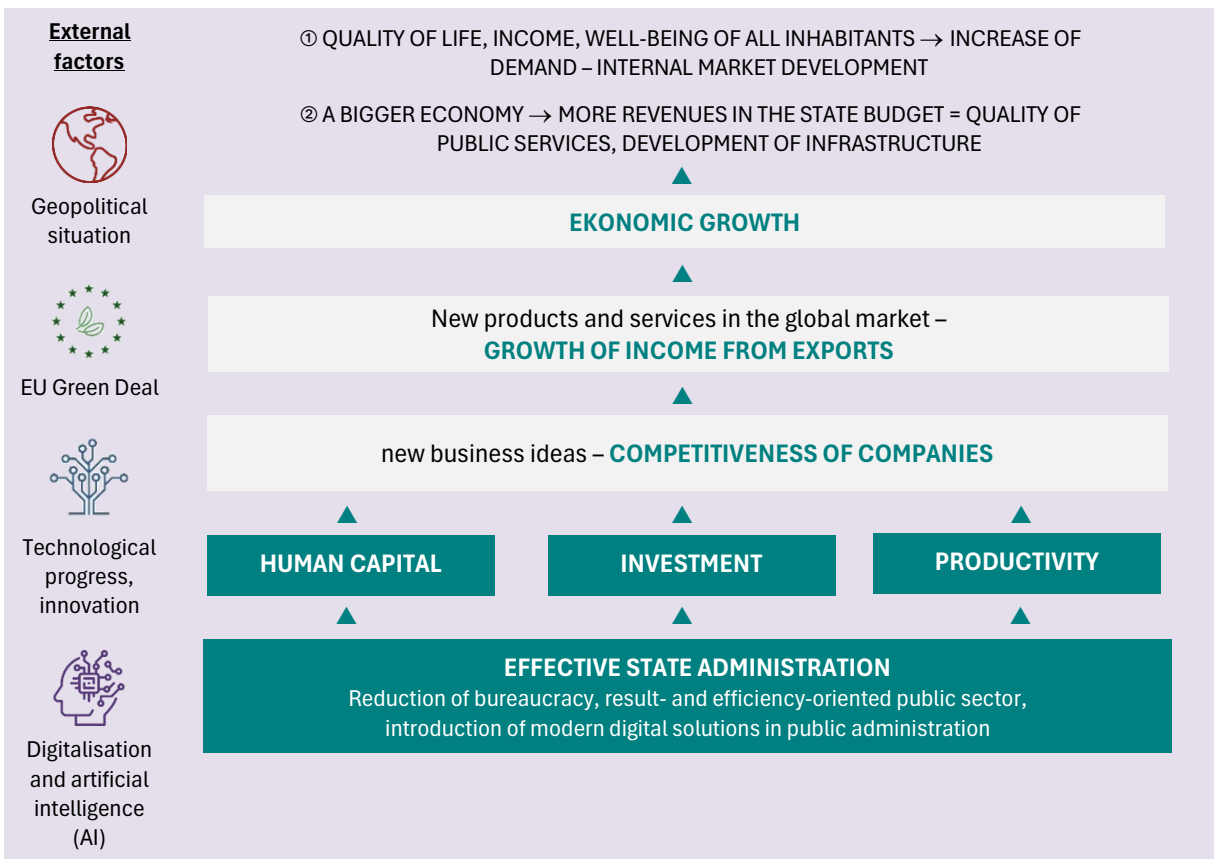 External
factors
① QUALITY OF LIFE, INCOME, WELL-BEING OF ALL INHABITANTS → INCREASE OF
DEMAND – INTERNAL MARKET DEVELOPMENT
② A BIGGER ECONOMY → MORE REVENUES IN THE STATE BUDGET = QUALITY OF
PUBLIC SERVICES, DEVELOPMENT OF INFRASTRUCTURE
Geopolitical
situation
EKONOMIC GROWTH
EU Green Deal
New products and services in the global market –
GROWTH OF INCOME FROM EXPORTS
new business ideas – COMPETITIVENESS OF COMPANIES
Technological
progress,
innovation
HUMAN CAPITAL
INVESTMENT
PRODUCTIVITY
EFFECTIVE STATE ADMINISTRATION
Reduction of bureaucracy, result- and efficiency-oriented public sector,
introduction of modern digital solutions in public administration
Digitalisation
and artificial
intelligence
(AI)